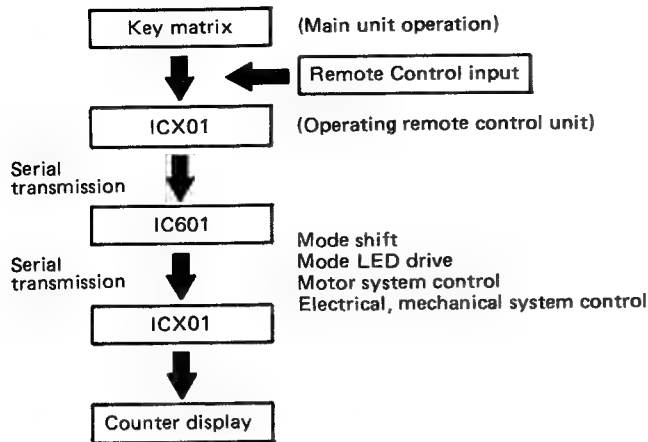 Key matrix (Main unit operation)
Remote Control input
ICX01 (Operating remote control unit)
Serial
transmission
IC601
Mode shift
Mode LED drive
Serial
transmission
Motor system control
Electrical, mechanical system control
ICX01
Counter display